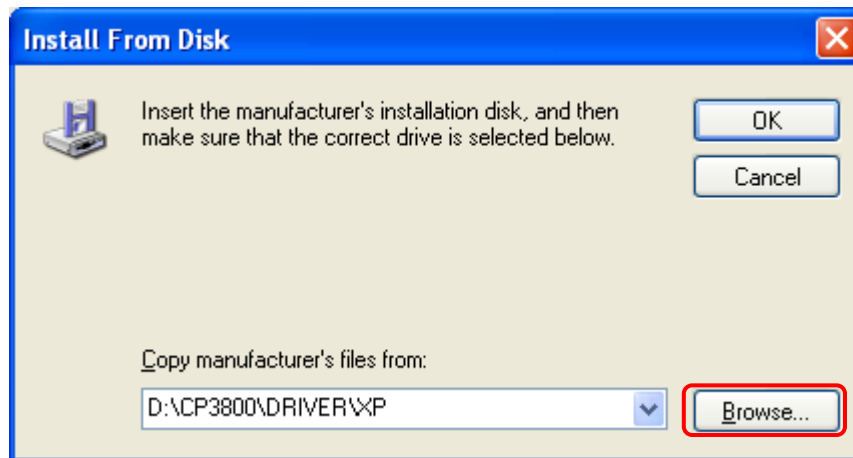 Install From Disk
Insert the manufacturer's installation disk, and then
make sure that the correct drive is selected below.
OK
Cancel
Copy manufacturer's files from:
D:\CP3800\DRIVER\XP
Browse...